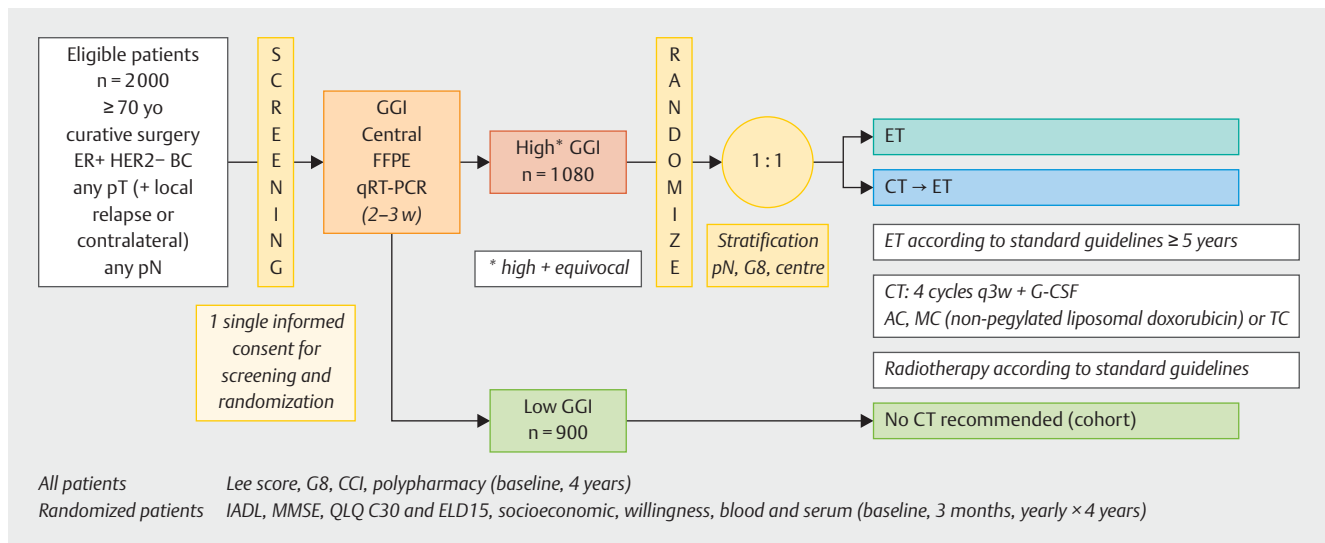 Eligible patients
n = 2000
≥ 70 yo
curative surgery
ER+ HER2− BC
any pT (+ local
relapse or
contralateral)
any pN
S
C
R
E
E
N
I
N
G
1 single informed
consent for
screening and
randomization
GGI
Central
FFPE
qRT-PCR
(2–3 w)
High* GGI
n = 1080
* high + equivocal
Low GGI
n = 900
R
A
N
D
O
M
I
Z
E
1 : 1
Stratification
pN, G8, centre
ET
CT → ET
ET according to standard guidelines ≥ 5 years
CT: 4 cycles q3w + G-CSF
AC, MC (non-pegylated liposomal doxorubicin) or TC
Radiotherapy according to standard guidelines
No CT recommended (cohort)
All patients Lee score, G8, CCI, polypharmacy (baseline, 4 years)
Randomized patients IADL, MMSE, QLQ C30 and ELD15, socioeconomic, willingness, blood and serum (baseline, 3 months, yearly × 4 years)